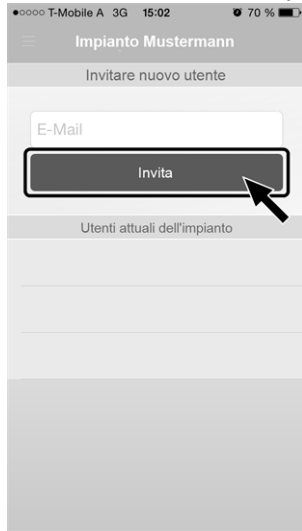 T-Mobile A 3G 15:02 70 %
Impianto Mustermann
Invitare nuovo utente
E-Mail
Invita
Utenti attuali dell'impianto